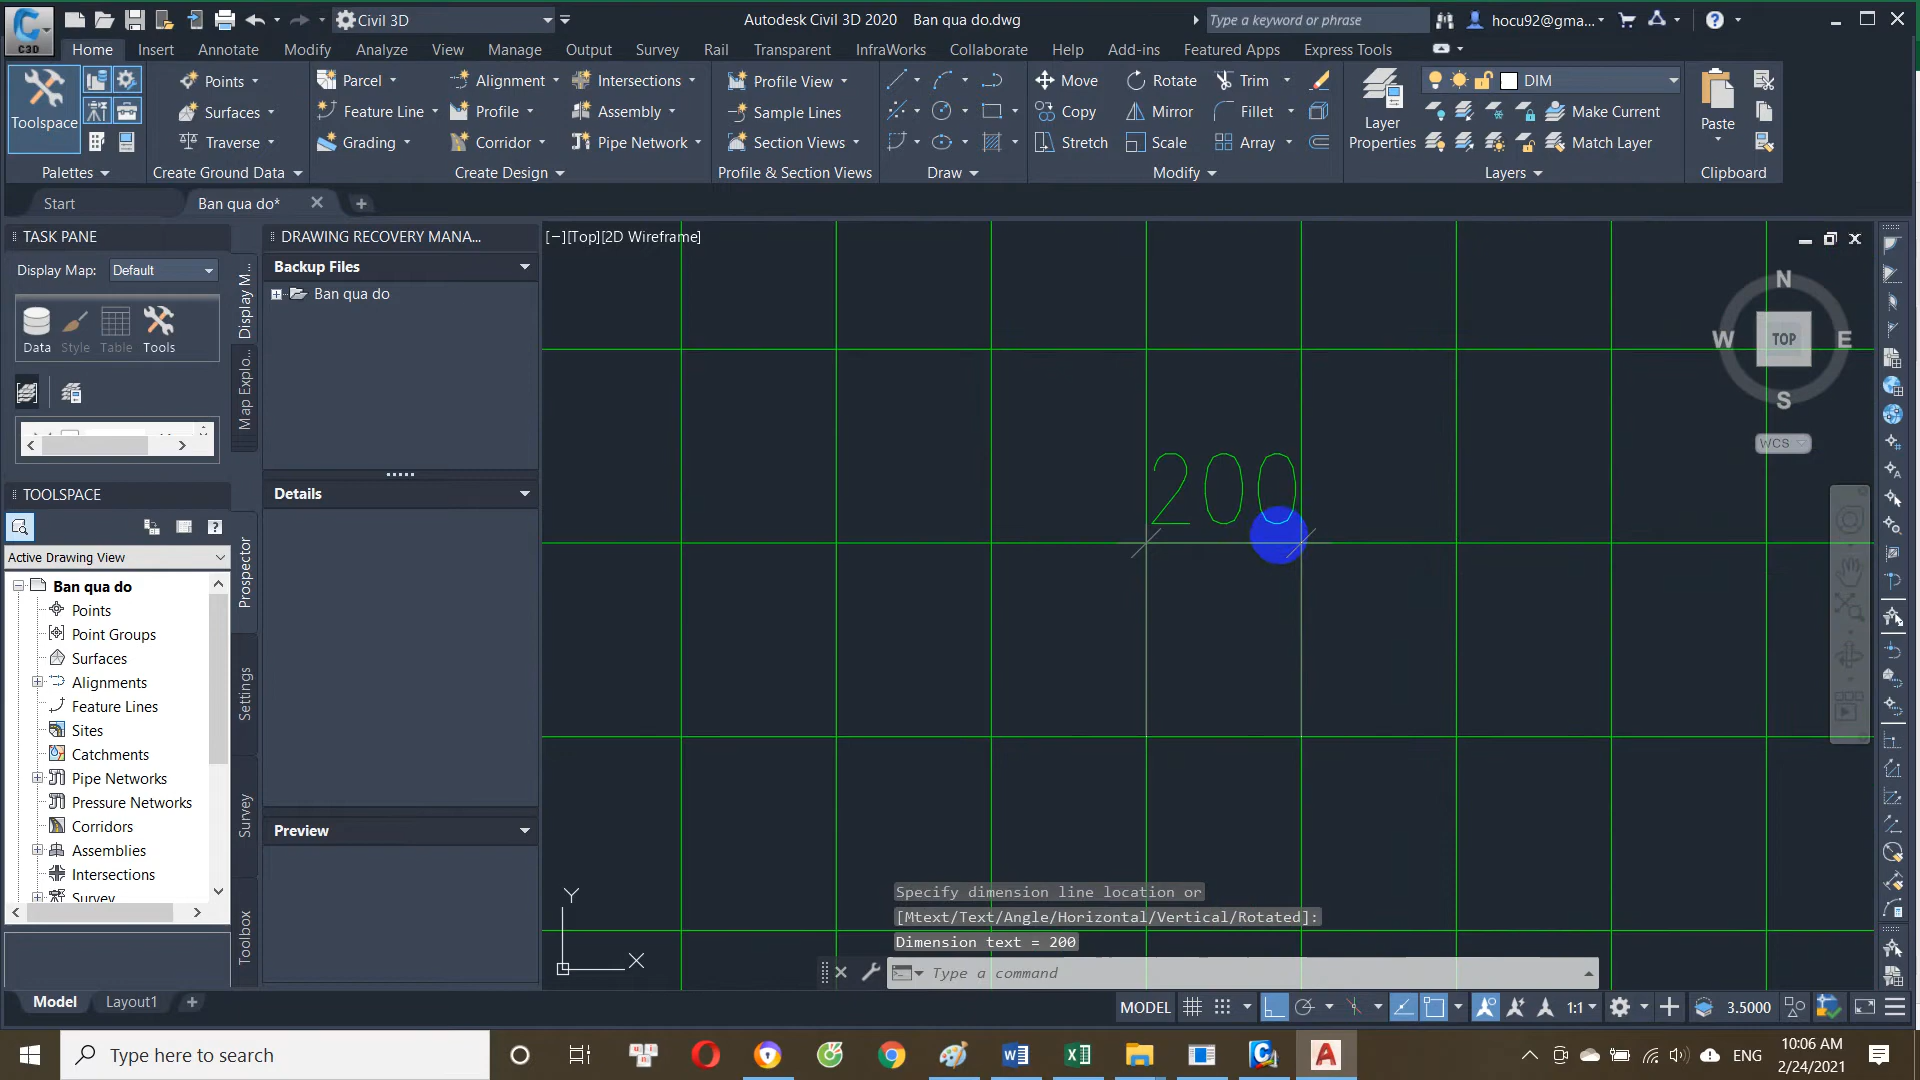 C3D
Civil 3D
Autodesk Civil 3D 2020 Ban qua do.dwg
Type a keyword or phrase
hocu92@gma...
Home Insert Annotate Modify Analyze View Manage Output Survey Rail Transparent InfraWorks Collaborate Help Add-ins Featured Apps Express Tools
Toolspace
Points
Surfaces
Traverse
Parcel
Feature Line
Grading
Alignment
Profile
Corridor
Intersections
Assembly
Pipe Network
Profile View
Sample Lines
Section Views
Move
Copy
Stretch
Rotate
Mirror
Scale
Trim
Fillet
Array
Layer
Properties
DIM
Make Current
Match Layer
Paste
Palettes Create Ground Data Create Design Profile & Section Views Draw Modify Layers Clipboard
Start Ban qua do*
TASK PANE
Display Map: Default
Data Style Table Tools
Display M...
Map Explo...
DRAWING RECOVERY MANA...
Backup Files
Ban qua do
Details
Preview
TOOLSPACE
Active Drawing View
Ban qua do
Points
Point Groups
Surfaces
Alignments
Feature Lines
Sites
Catchments
Pipe Networks
Pressure Networks
Corridors
Assemblies
Intersections
Survey
Prospector
Settings
Survey
Toolbox
[−][Top][2D Wireframe]
200
N
W TOP E
S
WCS
Y
X
Specify dimension line location or
[Mtext/Text/Angle/Horizontal/Vertical/Rotated]:
Dimension text = 200
Type a command
Model Layout1
MODEL 1:1 3.5000
Type here to search
ENG
10:06 AM
2/24/2021